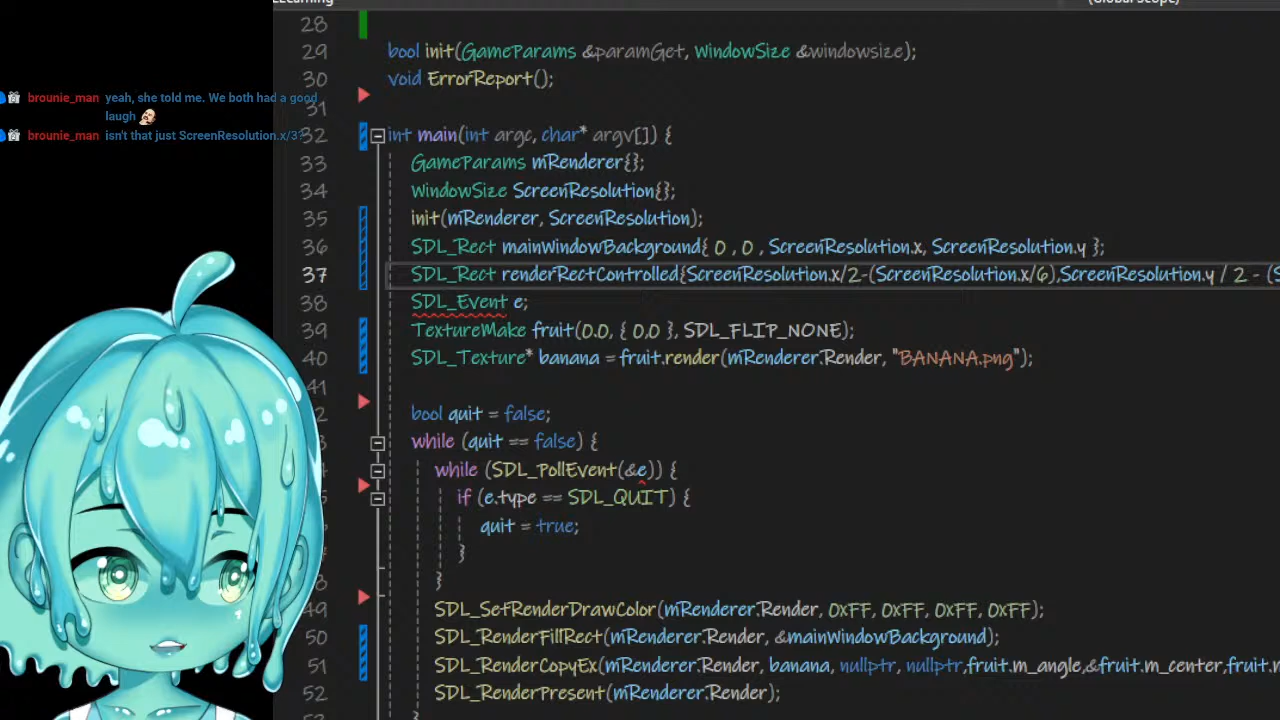 28
29 bool init(GameParams &paramGet, WindowSize &windowsize);
30 void ErrorReport();
31
32 int main(int argc, char* argv[]) {
33 GameParams mRenderer{};
34 WindowSize ScreenResolution{};
35 init(mRenderer, ScreenResolution);
36 SDL_Rect mainWindowBackground{ 0 , 0 , ScreenResolution.x, ScreenResolution.y };
37 SDL_Rect renderRectControlled{ScreenResolution.x/2-(ScreenResolution.x/6),ScreenResolution.y / 2 - (S
38 SDL_Event e;
39 TextureMake fruit(0.0, { 0,0 }, SDL_FLIP_NONE);
40 SDL_Texture* banana = fruit.render(mRenderer.Render, "BANANA.png");
41
2 bool quit = false;
3 while (quit == false) {
while (SDL_PollEvent(&e)) {
if (e.type == SDL_QUIT) {
quit = true;
}
8 }
49 SDL_SetRenderDrawColor(mRenderer.Render, 0xFF, 0xFF, 0xFF, 0xFF);
50 SDL_RenderFillRect(mRenderer.Render, &mainWindowBackground);
51 SDL_RenderCopyEx(mRenderer.Render, banana, nullptr, nullptr,fruit.m_angle,&fruit.m_center,fruit.m
52 SDL_RenderPresent(mRenderer.Render);
brounie_man yeah, she told me. We both had a good
laugh
brounie_man isn't that just ScreenResolution.x/3?